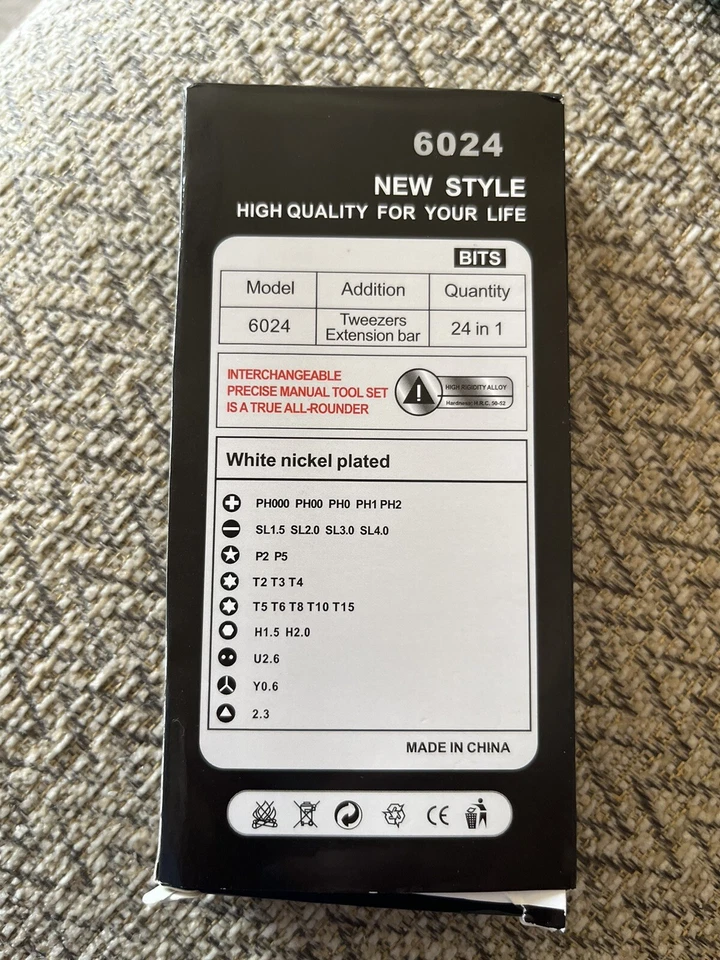 6024
NEW STYLE
HIGH QUALITY FOR YOUR LIFE
BITS
Model Addition Quantity
6024 Tweezers Extension bar 24 in 1
INTERCHANGEABLE
PRECISE MANUAL TOOL SET
IS A TRUE ALL-ROUNDER
HIGH RIGIDITY ALLOY
Hardness: H.R.C. 50-52
White nickel plated
PH000 PH00 PH0 PH1 PH2
SL1.5 SL2.0 SL3.0 SL4.0
P2 P5
T2 T3 T4
T5 T6 T8 T10 T15
H1.5 H2.0
U2.6
Y0.6
2.3
MADE IN CHINA
CE